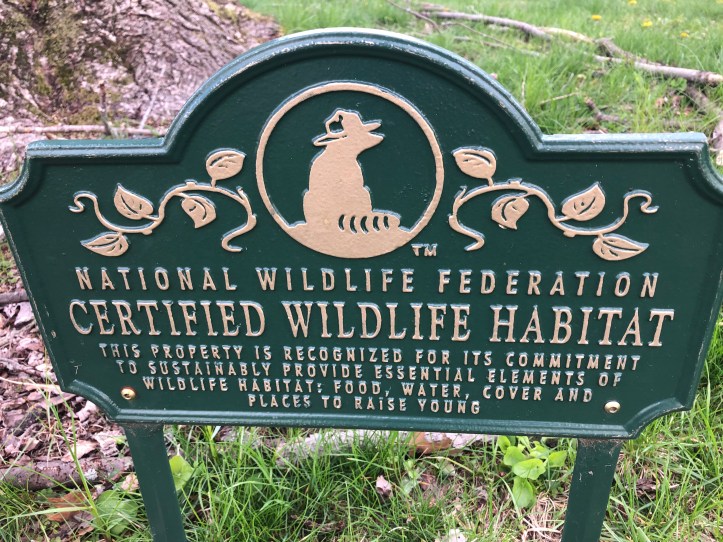 TM
NATIONAL WILDLIFE FEDERATION
CERTIFIED WILDLIFE HABITAT
THIS PROPERTY IS RECOGNIZED FOR ITS COMMITMENT
TO SUSTAINABLY PROVIDE ESSENTIAL ELEMENTS OF
WILDLIFE HABITAT: FOOD, WATER, COVER AND
PLACES TO RAISE YOUNG